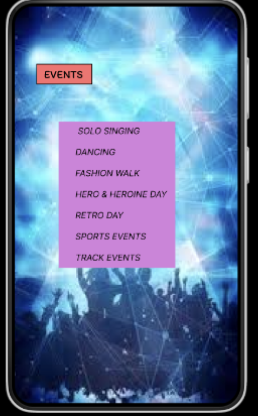 EVENTS
SOLO SINGING
DANCING
FASHION WALK
HERO & HEROINE DAY
RETRO DAY
SPORTS EVENTS
TRACK EVENTS